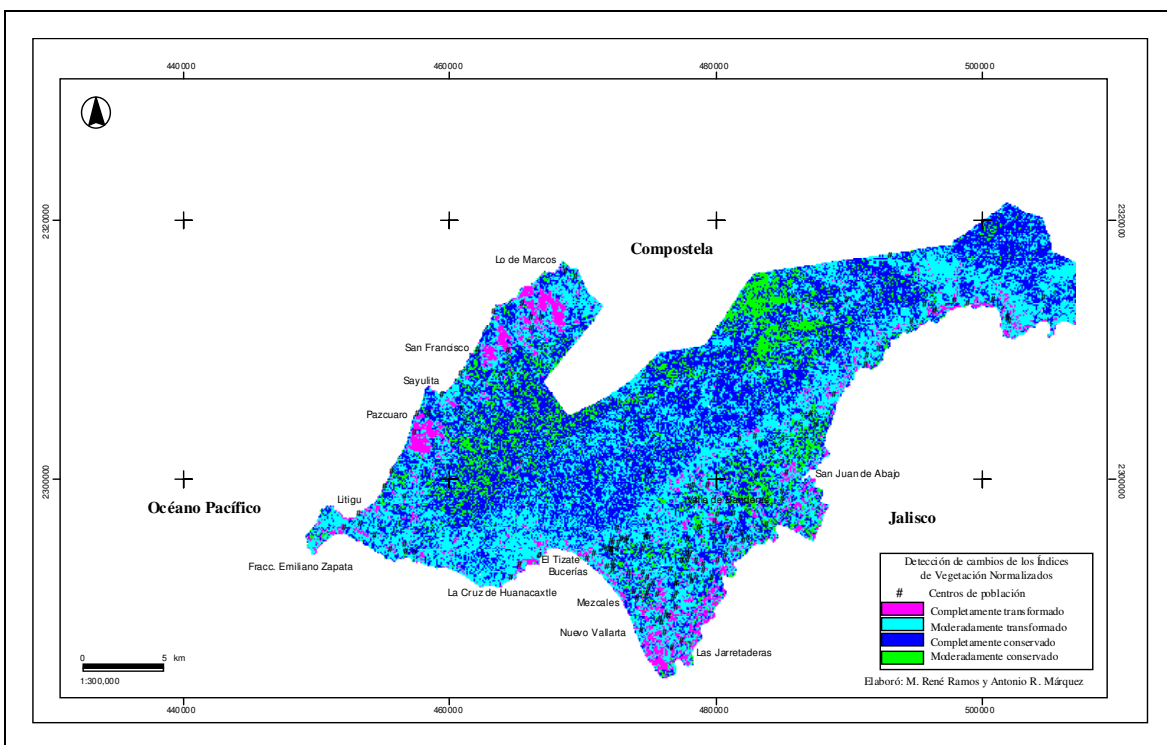 440000 460000 480000 500000
2320000 2320000
Compostela
Lo de Marcos
San Francisco
Sayulita
Pazcuaro
San Juan de Abajo
2300000 2300000
Valle de Banderas
Litigu
Océano Pacífico
Jalisco
El Tizate
Fracc. Emiliano Zapata
Bucerías
La Cruz de Huanacaxtle
Mezcales
Nuevo Vallarta
Las Jarretaderas
Detección de cambios de los Índices
de Vegetación Normalizados
# Centros de población
Completamente transformado
Moderadamente transformado
Completamente conservado
Moderadamente conservado
0 5 km
1:300,000
Elaboró: M. René Ramos y Antonio R. Márquez
440000 460000 480000 500000